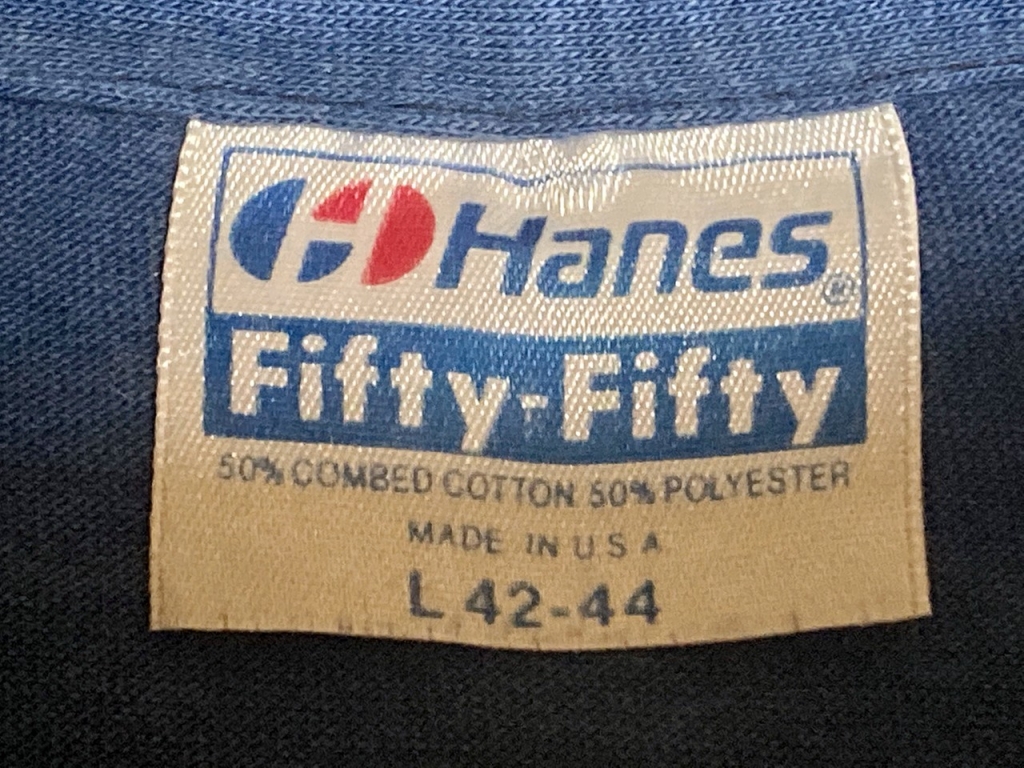 Hanes®
Fifty-Fifty
50% COMBED COTTON 50% POLYESTER
MADE IN U S A
L 42-44